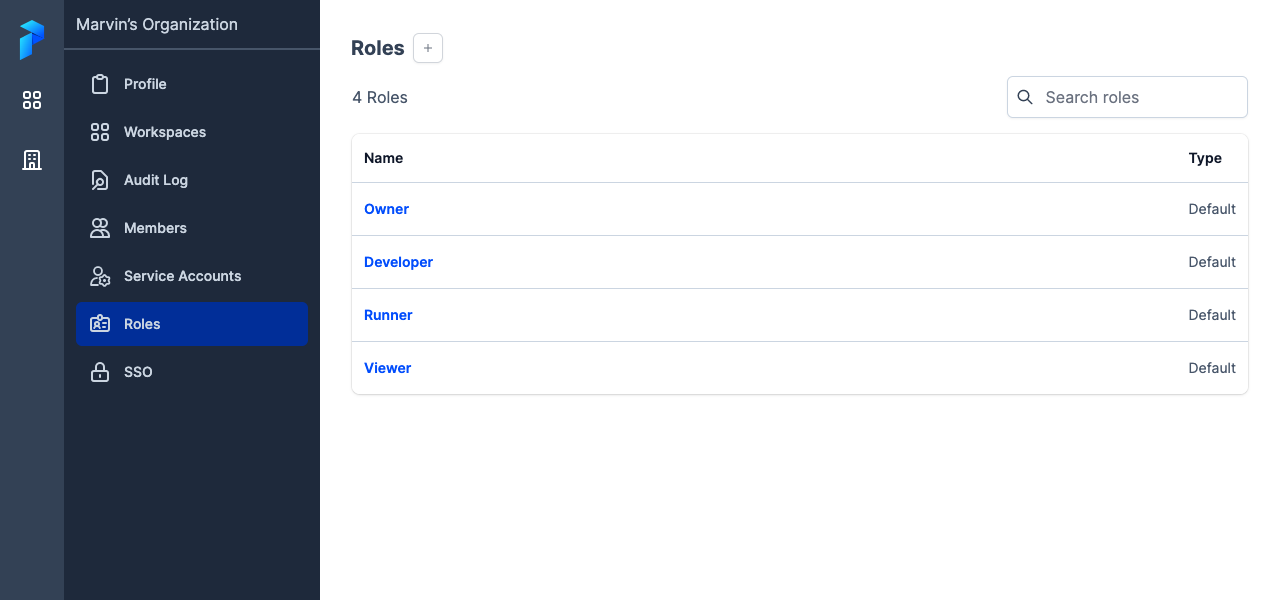 Marvin’s Organization
Profile
Workspaces
Audit Log
Members
Service Accounts
Roles
SSO
Roles +
4 Roles
Search roles
Name Type
Owner Default
Developer Default
Runner Default
Viewer Default